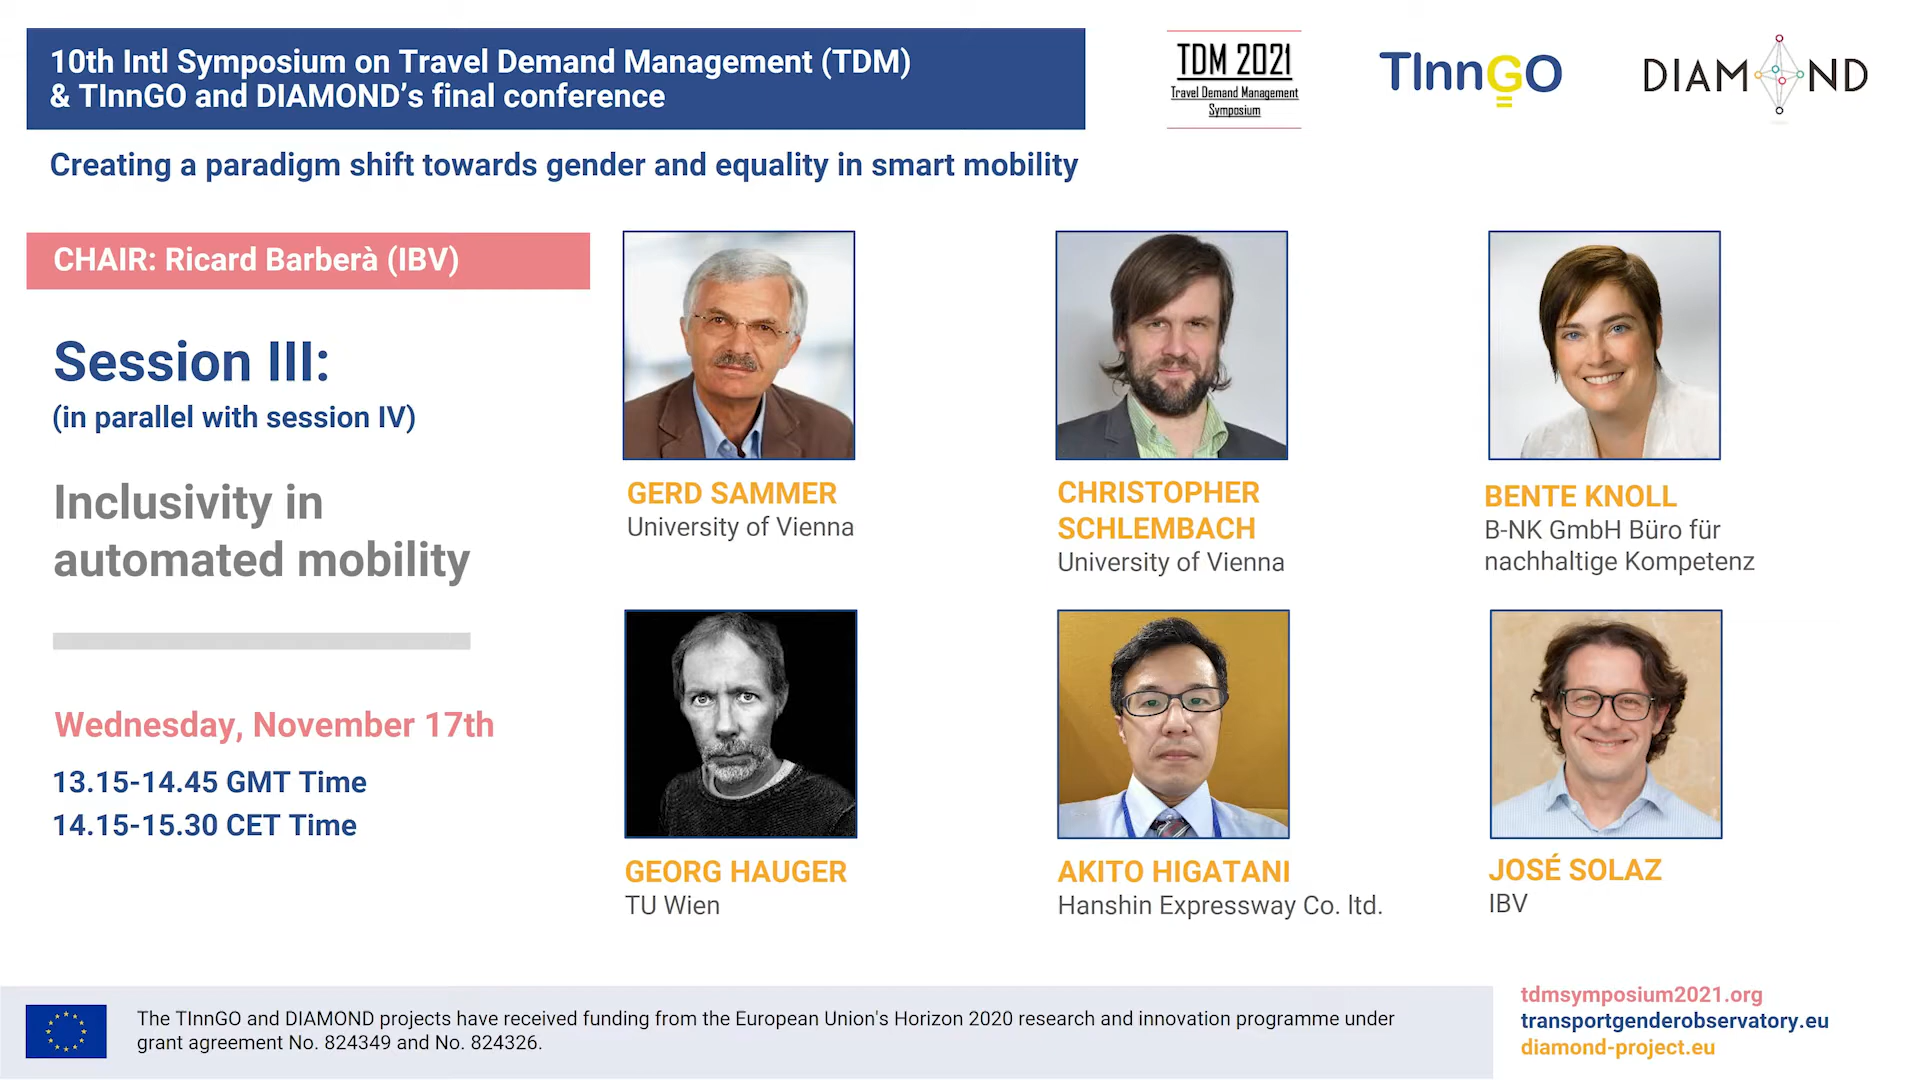 10th Intl Symposium on Travel Demand Management (TDM)
& TInnGO and DIAMOND's final conference
TDM 2021
Travel Demand Management
Symposium
TInnGO
DIAMOND
Creating a paradigm shift towards gender and equality in smart mobility
CHAIR: Ricard Barberà (IBV)
Session III:
(in parallel with session IV)
Inclusivity in
automated mobility
Wednesday, November 17th
13.15-14.45 GMT Time
14.15-15.30 CET Time
GERD SAMMER
University of Vienna
CHRISTOPHER
SCHLEMBACH
University of Vienna
BENTE KNOLL
B-NK GmbH Büro für
nachhaltige Kompetenz
GEORG HAUGER
TU Wien
AKITO HIGATANI
Hanshin Expressway Co. ltd.
JOSÉ SOLAZ
IBV
The TInnGO and DIAMOND projects have received funding from the European Union's Horizon 2020 research and innovation programme under
grant agreement No. 824349 and No. 824326.
tdmsymposium2021.org
transportgenderobservatory.eu
diamond-project.eu